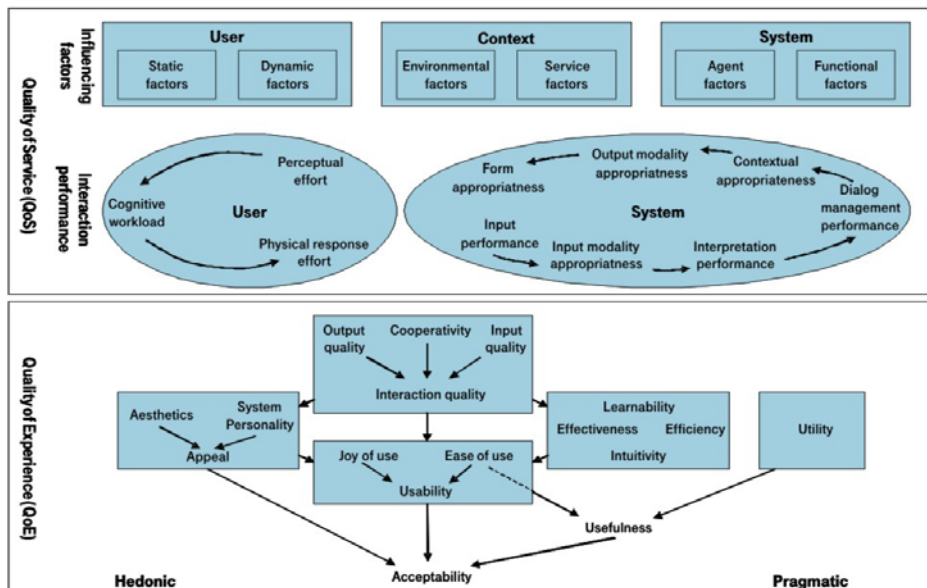 Quality of Service (QoS)
Influencing
factors
User
Static
factors
Dynamic
factors
Context
Environmental
factors
Service
factors
System
Agent
factors
Functional
factors
Interaction
performance
Perceptual
effort
Cognitive
workload
User
Physical response
effort
Form
appropriatness
Output modality
appropriatness
Contextual
appropriateness
Dialog
management
performance
System
Input
performance
Input modality
appropriatness
Interpretation
performance
Quality of Experience (QoE)
Output
quality
Cooperativity
Input
quality
Interaction quality
Aesthetics
System
Personality
Appeal
Learnability
Effectiveness
Efficiency
Intuitivity
Utility
Joy of use
Ease of use
Usability
Usefulness
Acceptability
Hedonic
Pragmatic